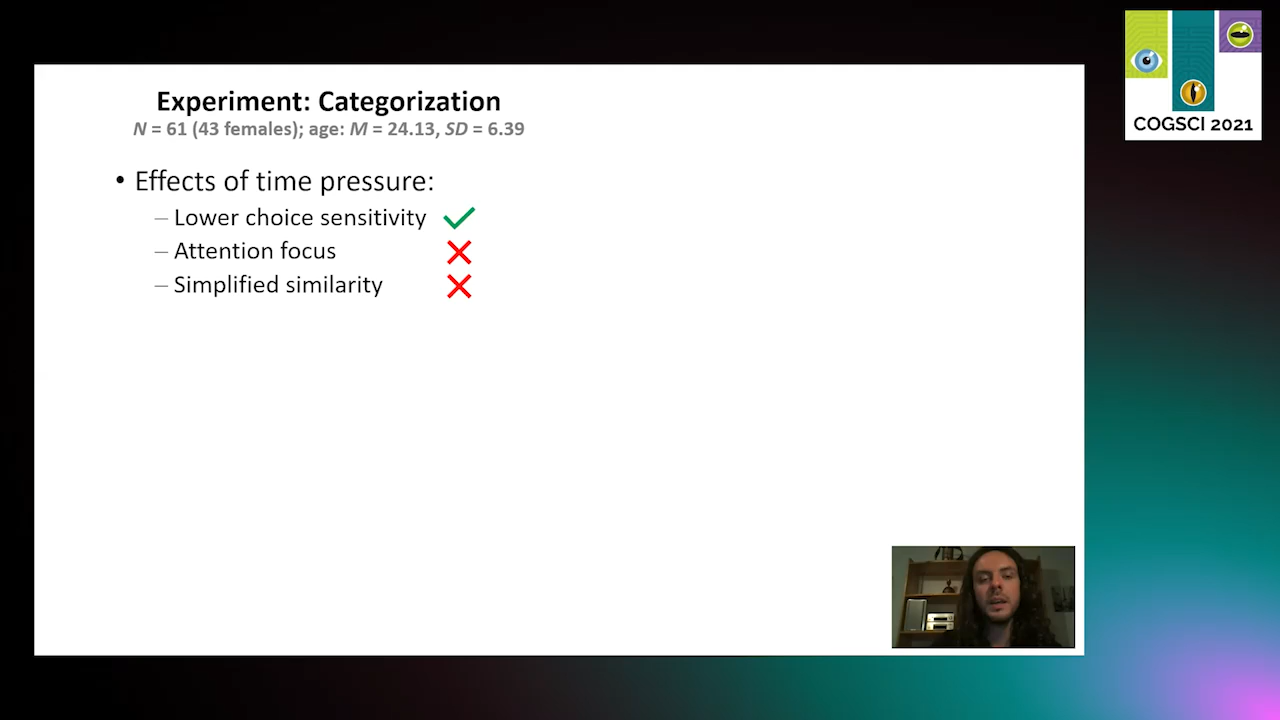 Experiment: Categorization
N = 61 (43 females); age: M = 24.13, SD = 6.39
• Effects of time pressure:
– Lower choice sensitivity
– Attention focus
– Simplified similarity
COGSCI 2021